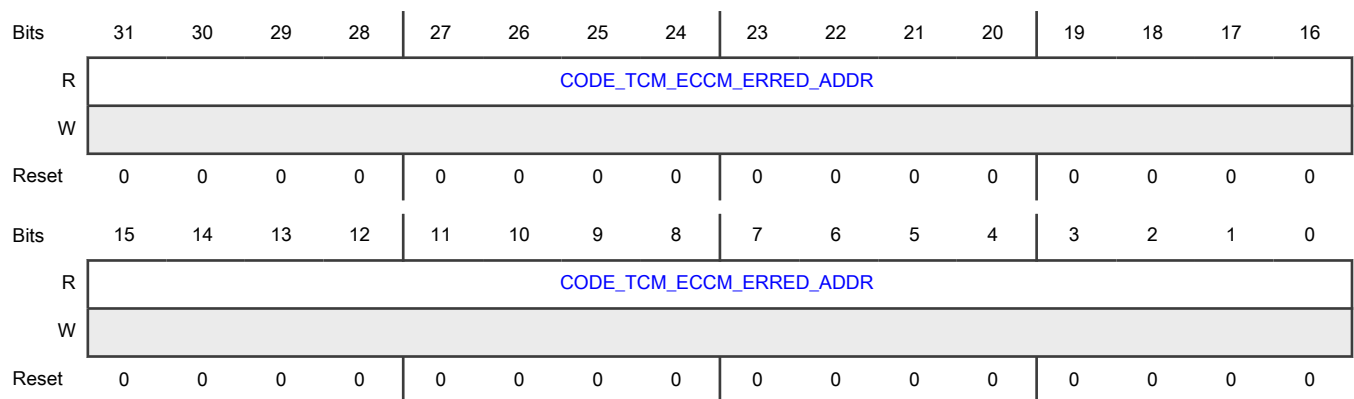 Bits 31 30 29 28 27 26 25 24 23 22 21 20 19 18 17 16
R CODE_TCM_ECCM_ERRED_ADDR
W
Reset 0 0 0 0 0 0 0 0 0 0 0 0 0 0 0 0
Bits 15 14 13 12 11 10 9 8 7 6 5 4 3 2 1 0
R CODE_TCM_ECCM_ERRED_ADDR
W
Reset 0 0 0 0 0 0 0 0 0 0 0 0 0 0 0 0